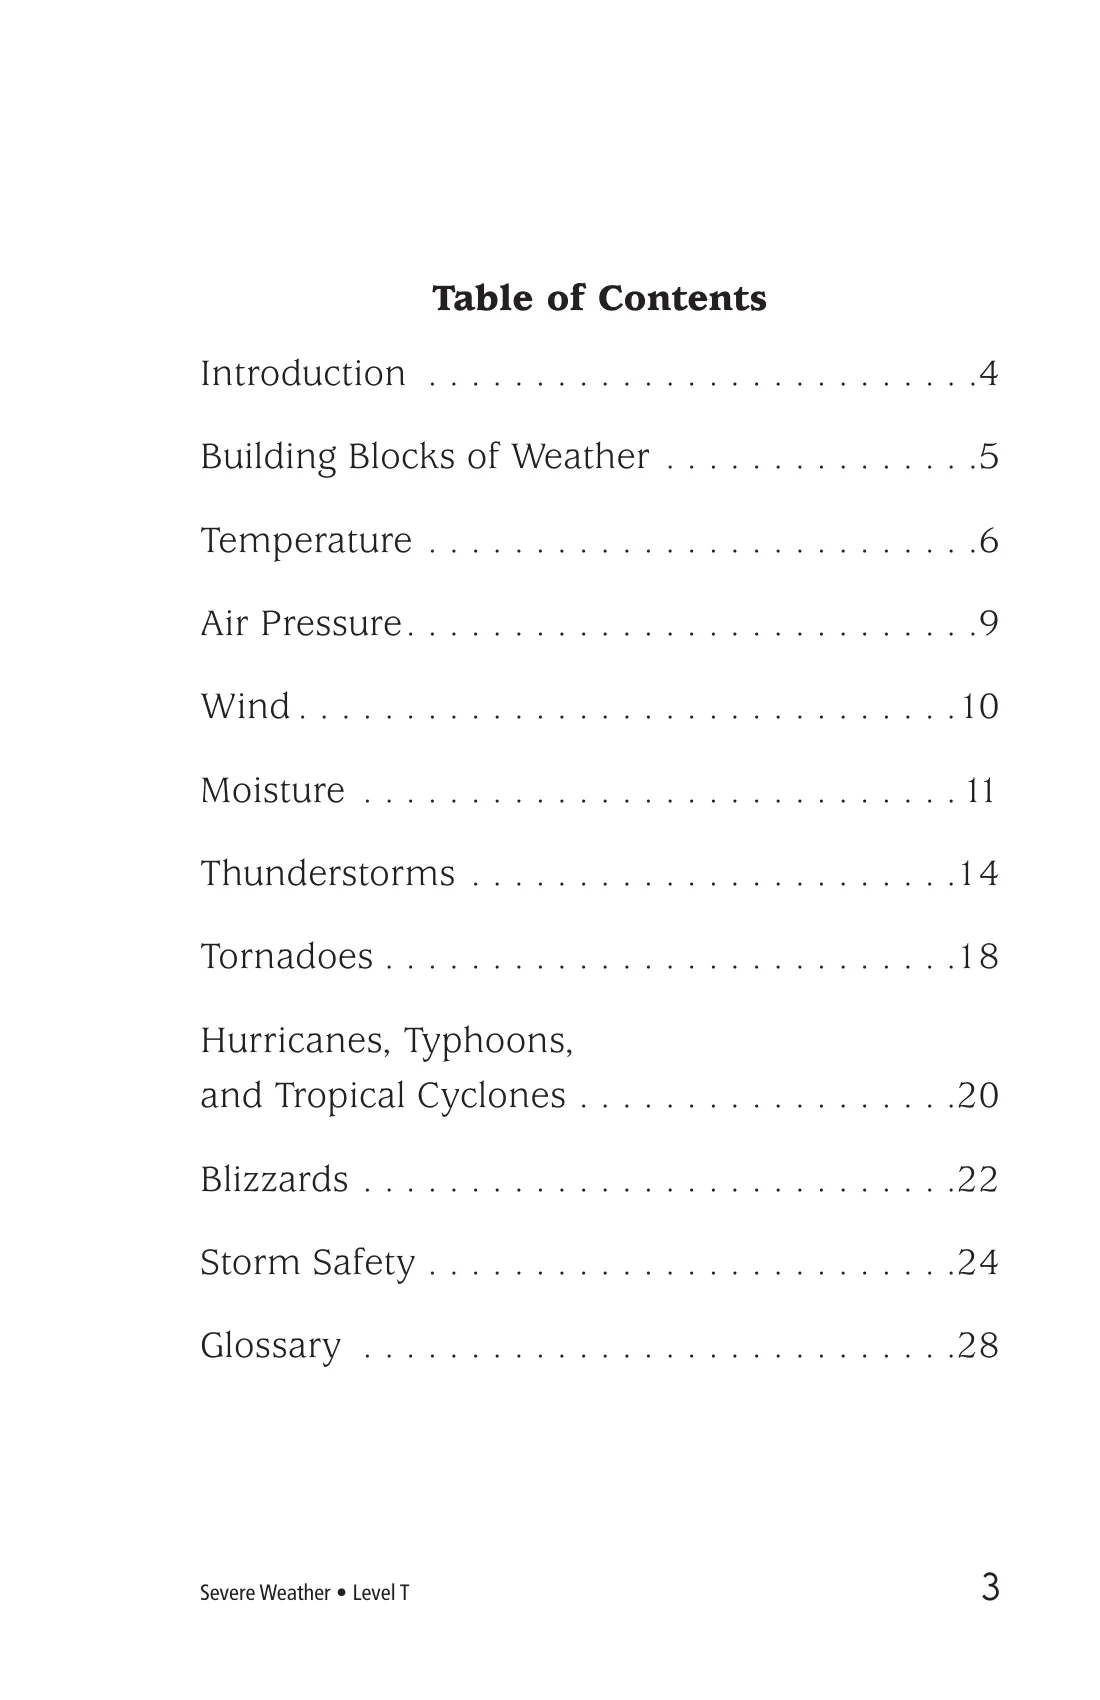 Table of Contents
Introduction . . . . . . . . . . . . . . . . . . . . . . . . . .4
Building Blocks of Weather . . . . . . . . . . . . . . .5
Temperature . . . . . . . . . . . . . . . . . . . . . . . . . .6
Air Pressure. . . . . . . . . . . . . . . . . . . . . . . . . . .9
Wind . . . . . . . . . . . . . . . . . . . . . . . . . . . . . . . 10
Moisture . . . . . . . . . . . . . . . . . . . . . . . . . . . . 11
Thunderstorms . . . . . . . . . . . . . . . . . . . . . . .14
Tornadoes . . . . . . . . . . . . . . . . . . . . . . . . . . .18
Hurricanes, Typhoons,
and Tropical Cyclones . . . . . . . . . . . . . . . . . .20
Blizzards . . . . . . . . . . . . . . . . . . . . . . . . . . . .22
Storm Safety . . . . . . . . . . . . . . . . . . . . . . . . .24
Glossary . . . . . . . . . . . . . . . . . . . . . . . . . . . .28
Severe Weather • Level T 3